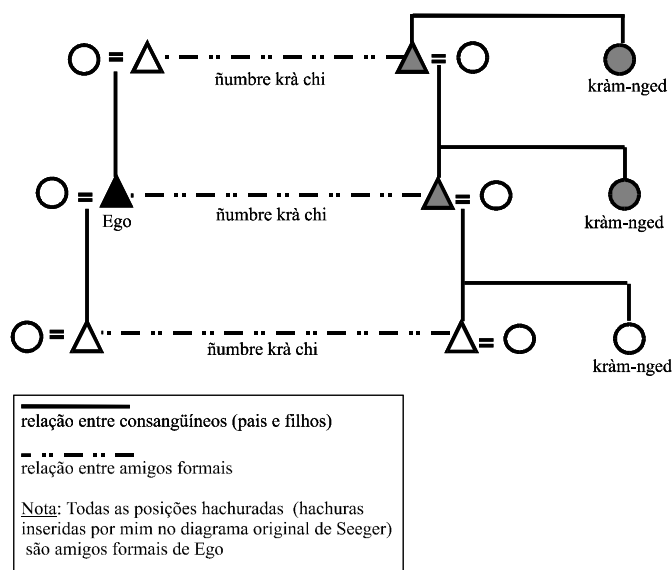 ñumbre krà chi
kràm-nged
Ego
ñumbre krà chi
kràm-nged
ñumbre krà chi
kràm-nged
relação entre consangüíneos (pais e filhos)
relação entre amigos formais
Nota: Todas as posições hachuradas (hachuras
inseridas por mim no diagrama original de Seeger)
são amigos formais de Ego